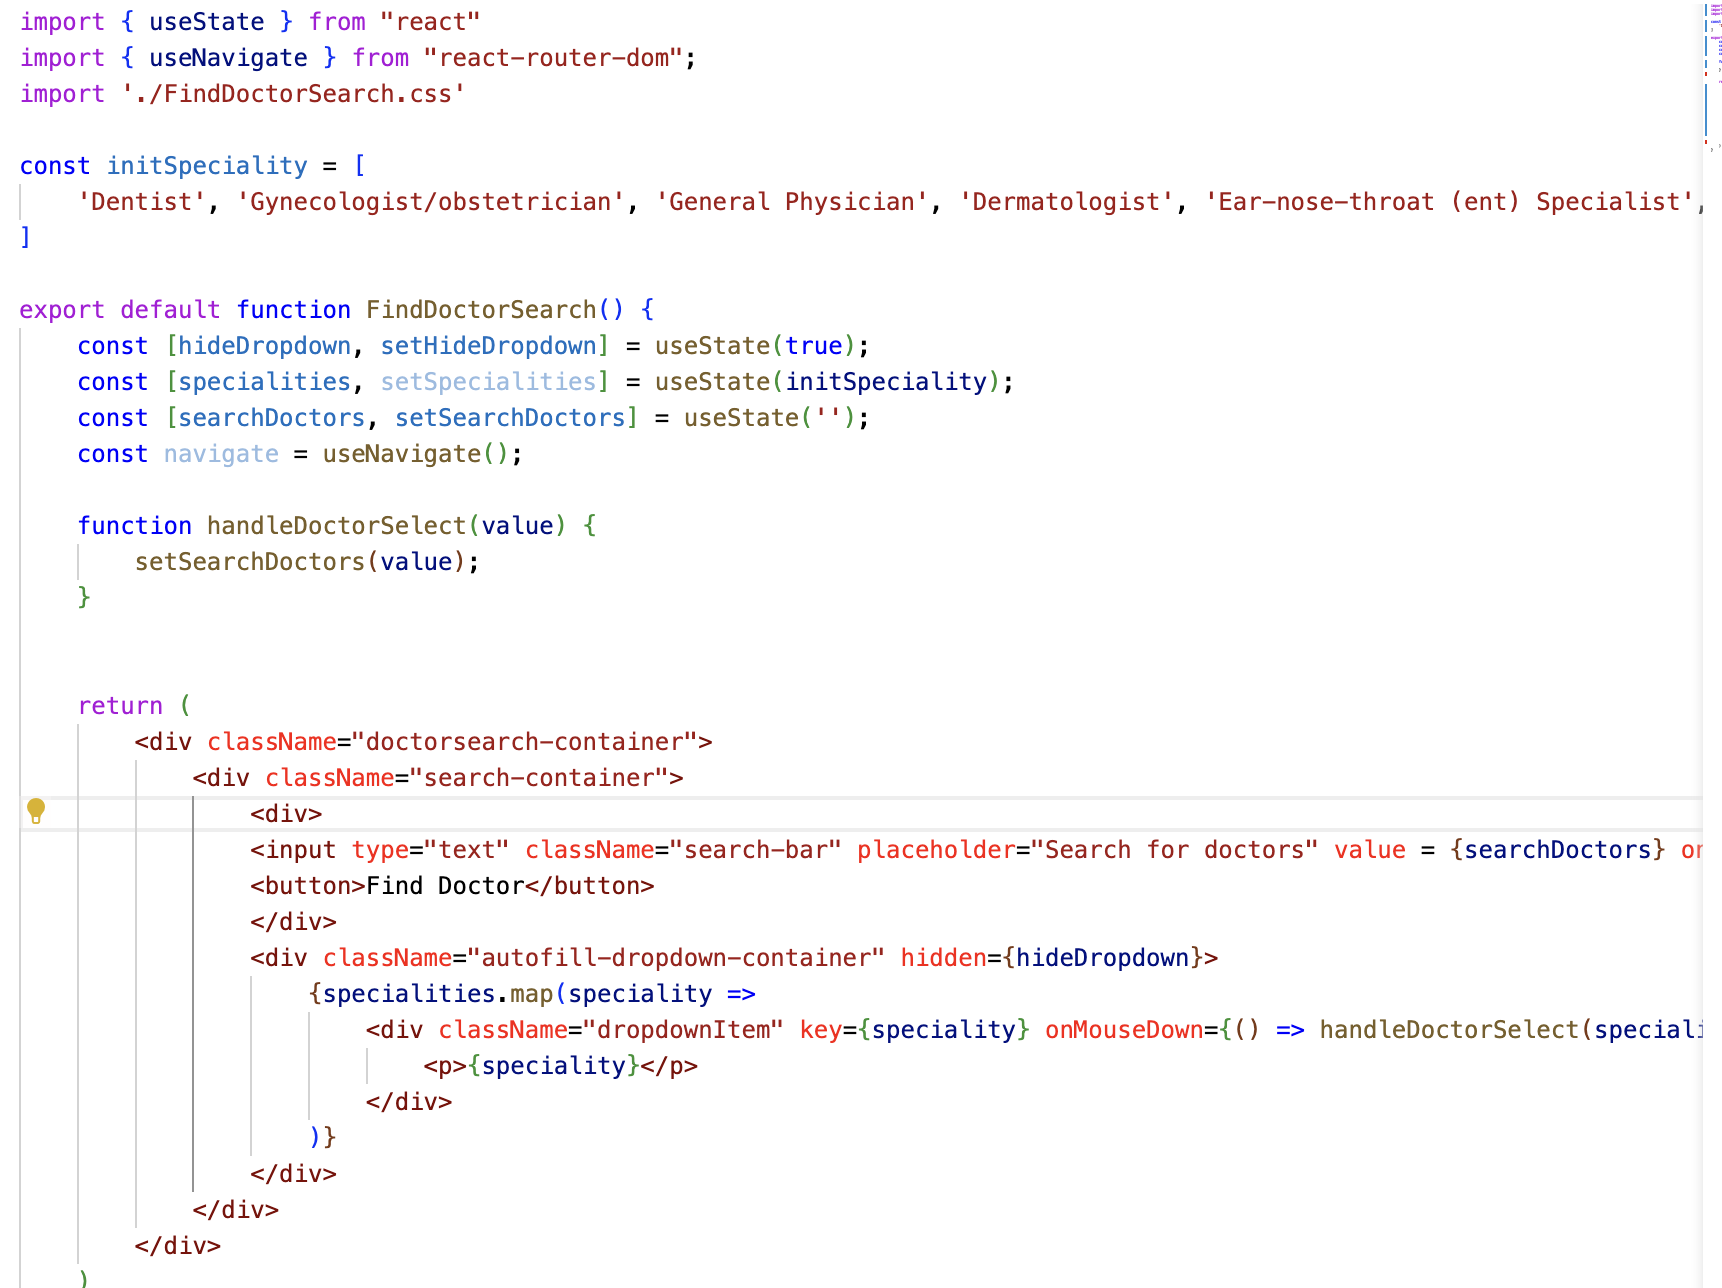 import { useState } from "react"
import { useNavigate } from "react-router-dom";
import './FindDoctorSearch.css'
const initSpeciality = [
'Dentist', 'Gynecologist/obstetrician', 'General Physician', 'Dermatologist', 'Ear-nose-throat (ent) Specialist',
]
export default function FindDoctorSearch() {
const [hideDropdown, setHideDropdown] = useState(true);
const [specialities, setSpecialities] = useState(initSpeciality);
const [searchDoctors, setSearchDoctors] = useState('');
const navigate = useNavigate();
function handleDoctorSelect(value) {
setSearchDoctors(value);
}
return (
<div className="doctorsearch-container">
<div className="search-container">
<div>
<input type="text" className="search-bar" placeholder="Search for doctors" value = {searchDoctors}
<button>Find Doctor</button>
</div>
<div className="autofill-dropdown-container" hidden={hideDropdown}>
{specialities.map(speciality =>
<div className="dropdownItem" key={speciality} onMouseDown={() => handleDoctorSelect(speciali
<p>{speciality}</p>
</div>
)}
</div>
</div>
</div>
)